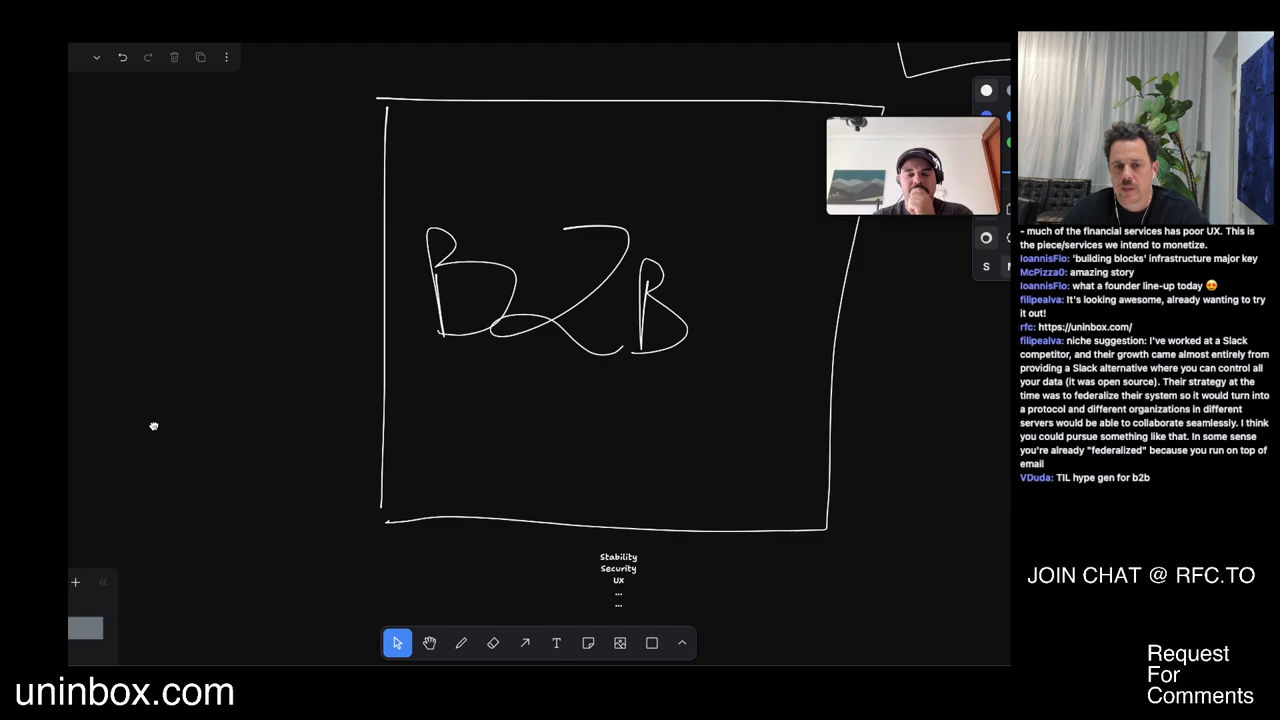 B2B
Stability
Security
UX
...
...
S
- much of the financial services has poor UX. This is
the piece/services we intend to monetize.
IoannisFlo: 'building blocks' infrastructure major key
McPizza0: amazing story
IoannisFlo: what a founder line-up today 😍
filipealva: It's looking awesome, already wanting to try
it out!
rfc: https://uninbox.com/
filipealva: niche suggestion: I've worked at a Slack
competitor, and their growth came almost entirely from
providing a Slack alternative where you can control all
your data (it was open source). Their strategy at the
time was to federalize their system so it would turn into
a protocol and different organizations in different
servers would be able to collaborate seamlessly. I think
you could pursue something like that. In some sense
you're already "federalized" because you run on top of
email
VDuda: TIL hype gen for b2b
JOIN CHAT @ RFC.TO
Request
For
Comments
uninbox.com